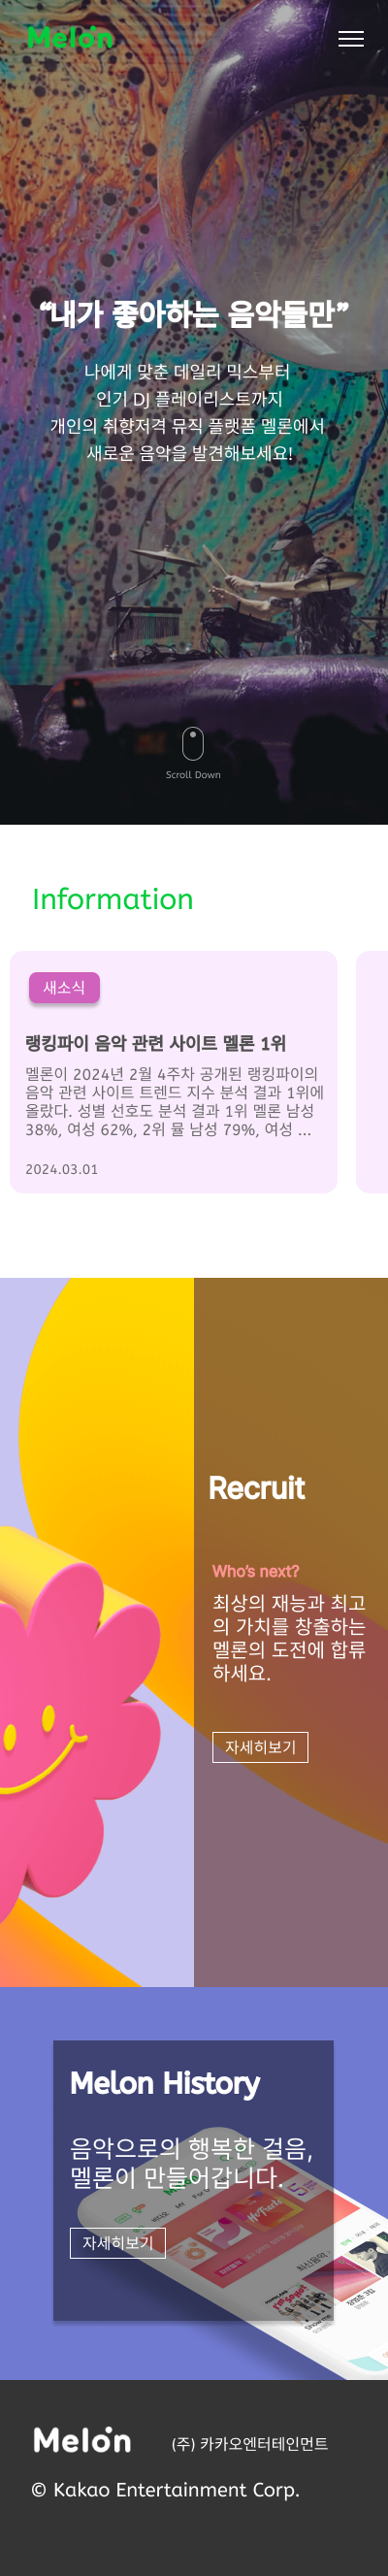 Melon
“내가 좋아하는 음악들만”
나에게 맞춘 데일리 믹스부터
인기 DJ 플레이리스트까지
개인의 취향저격 뮤직 플랫폼 멜론에서
새로운 음악을 발견해보세요!
Scroll Down
Information
새소식
랭킹파이 음악 관련 사이트 멜론 1위
멜론이 2024년 2월 4주차 공개된 랭킹파이의
음악 관련 사이트 트렌드 지수 분석 결과 1위에
올랐다. 성별 선호도 분석 결과 1위 멜론 남성
38%, 여성 62%, 2위 뮬 남성 79%, 여성 ...
2024.03.01
Recruit
Who’s next?
최상의 재능과 최고
의 가치를 창출하는
멜론의 도전에 합류
하세요.
자세히보기
Melon History
음악으로의 행복한 걸음,
멜론이 만들어갑니다.
자세히보기
최신음악
Melon
(주) 카카오엔터테인먼트
© Kakao Entertainment Corp.